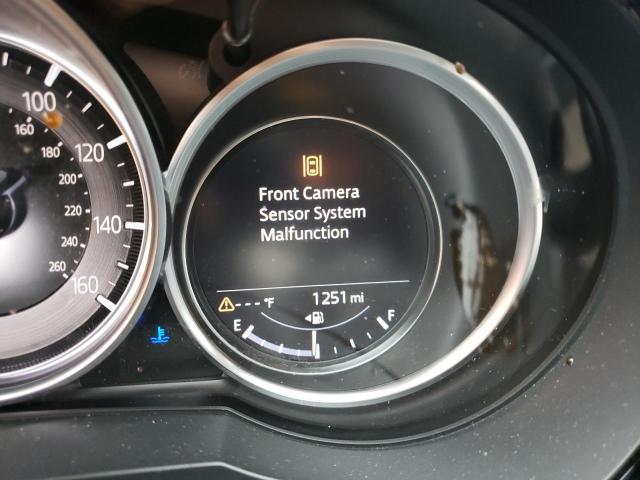 100
120
140
160
160
180
200
220
240
260
Front Camera
Sensor System
Malfunction
---°F
1251 mi
E
F